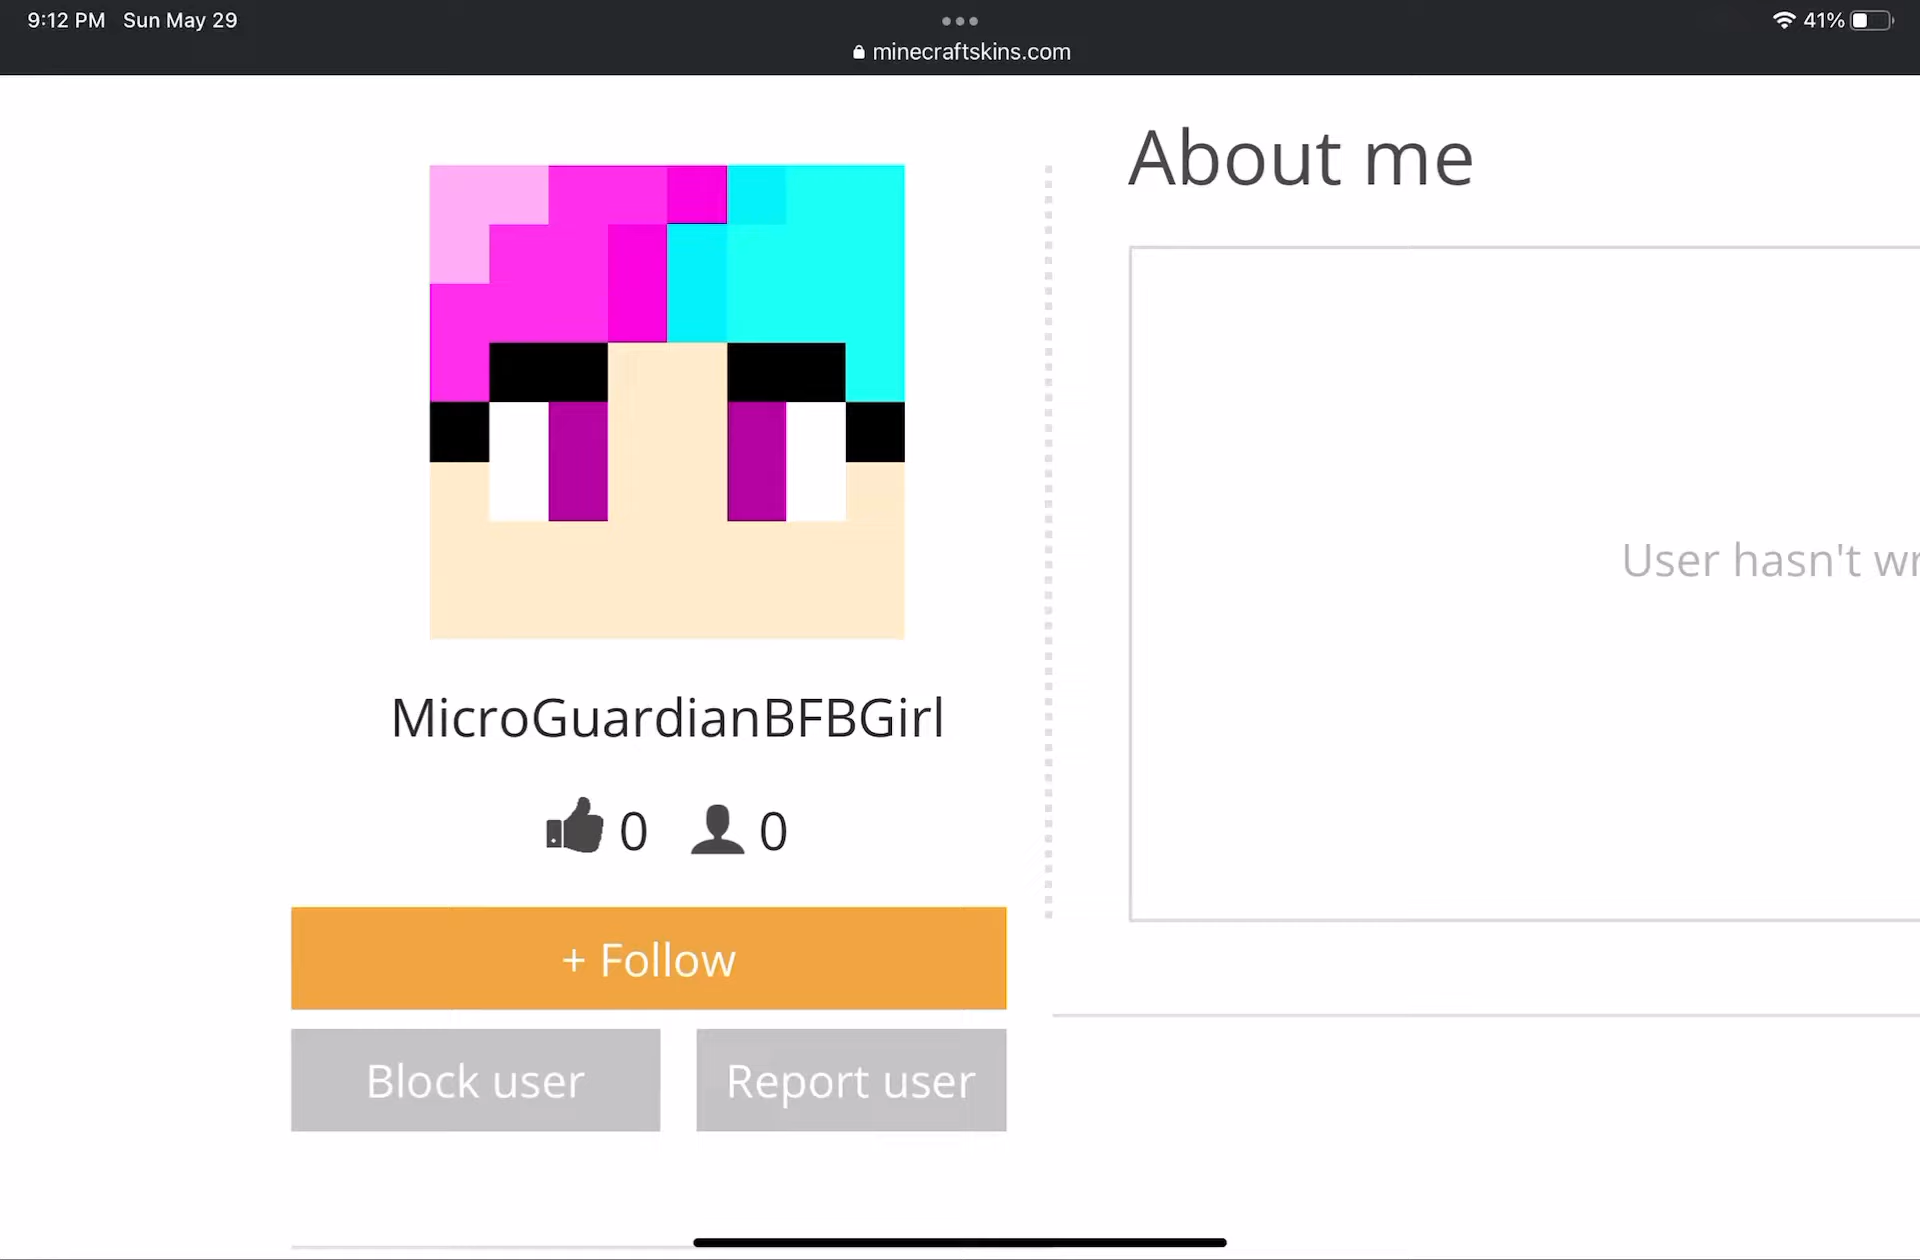 9:12 PM Sun May 29
41%
minecraftskins.com
About me
User hasn't wr
MicroGuardianBFBGirl
0 0
+ Follow
Block user
Report user